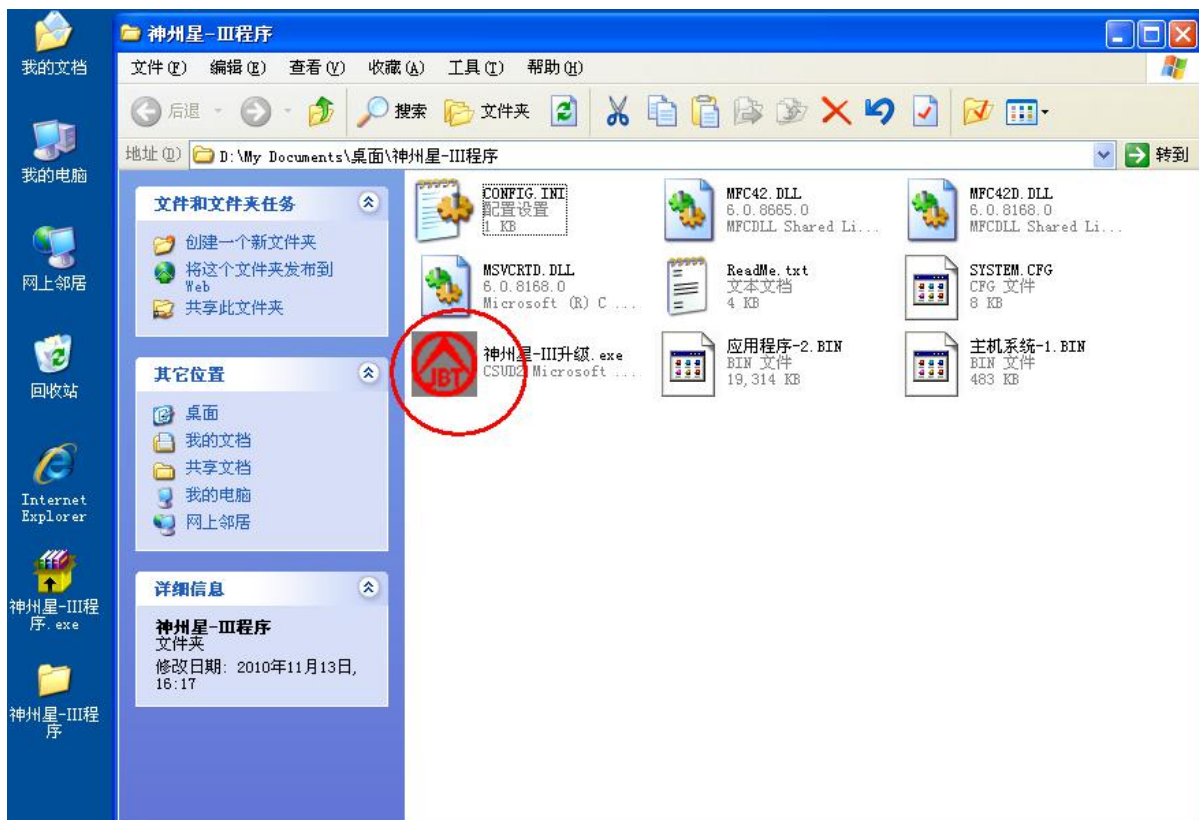 我的文档
我的电脑
网上邻居
回收站
Internet
Explorer
神州星-III程
序.exe
神州星-III程
序
神州星-III程序
文件(F) 编辑(E) 查看(V) 收藏(A) 工具(T) 帮助(H)
后退 搜索 文件夹
地址(D) D:\My Documents\桌面\神州星-III程序 转到
文件和文件夹任务
创建一个新文件夹
将这个文件夹发布到
Web
共享此文件夹
其它位置
桌面
我的文档
共享文档
我的电脑
网上邻居
详细信息
神州星-III程序
文件夹
修改日期: 2010年11月13日,
16:17
CONFIG.INI
配置设置
1 KB
MFC42.DLL
6.0.8665.0
MFCDLL Shared Li...
MFC42D.DLL
6.0.8168.0
MFCDLL Shared Li...
MSVCRTD.DLL
6.0.8168.0
Microsoft (R) C ...
ReadMe.txt
文本文档
4 KB
SYSTEM.CFG
CFG 文件
8 KB
JBT
神州星-III升级.exe
CSUD2 Microsoft ...
应用程序-2.BIN
BIN 文件
19,314 KB
主机系统-1.BIN
BIN 文件
483 KB